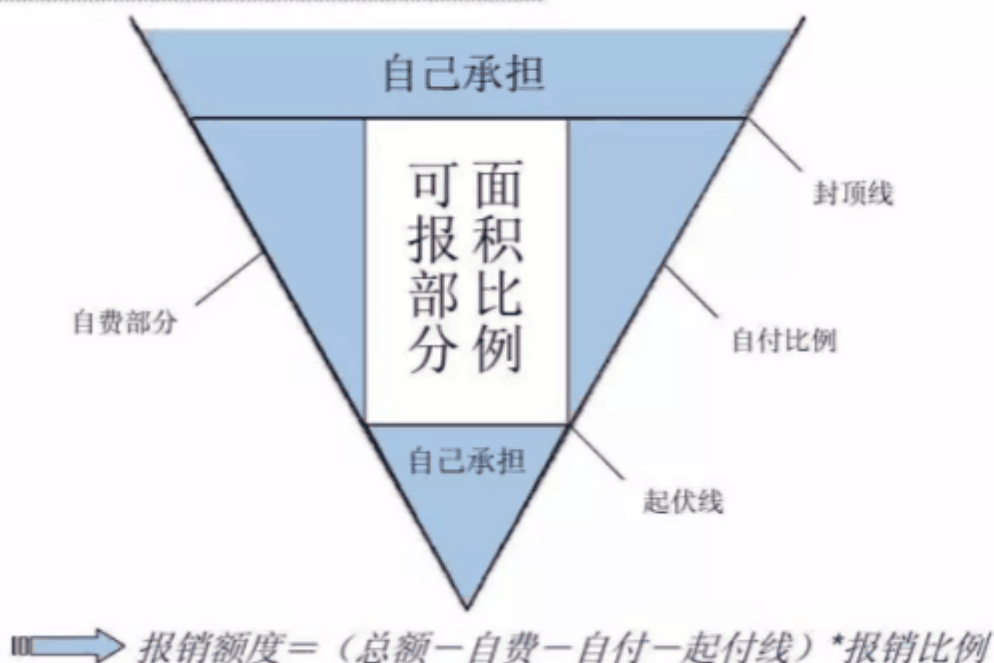 自己承担
可报部分
面积比例
封顶线
自费部分
自付比例
自己承担
起伏线
报销额度=（总额-自费-自付-起付线）*报销比例